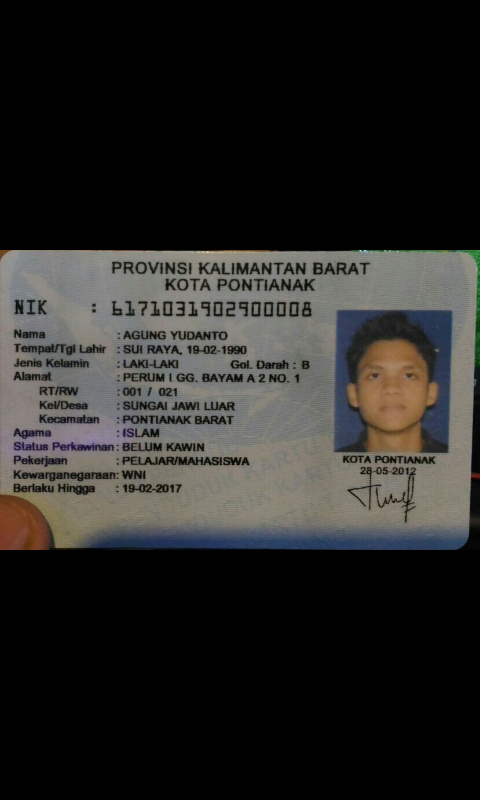 PROVINSI KALIMANTAN BARAT
KOTA PONTIANAK
NIK : 6171031902900008
Nama : AGUNG YUDANTO
Tempat/Tgl Lahir : SUI RAYA, 19-02-1990
Jenis Kelamin : LAKI-LAKI Gol. Darah : B
Alamat : PERUM I GG. BAYAM A 2 NO. 1
RT/RW : 001 / 021
Kel/Desa : SUNGAI JAWI LUAR
Kecamatan : PONTIANAK BARAT
Agama : ISLAM
Status Perkawinan : BELUM KAWIN
Pekerjaan : PELAJAR/MAHASISWA
Kewarganegaraan : WNI
Berlaku Hingga : 19-02-2017
KOTA PONTIANAK
28-05-2012